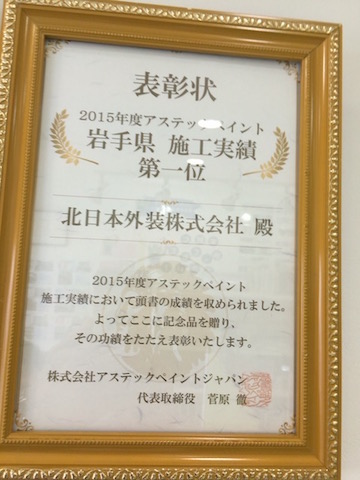 表彰状
2015年度アステックペイント
岩手県 施工実績
第一位
北日本外装株式会社 殿
2015年度アステックペイント
施工実績において頭書の成績を収められました。
よってここに記念品を贈り、
その功績をたたえ表彰いたします。
株式会社アステックペイントジャパン
代表取締役 菅原 徹